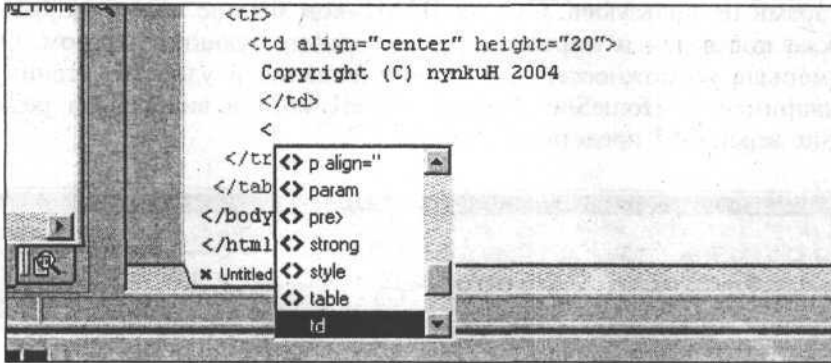 g_Home
<tr>
<td align="center" height="20">
Copyright (C) nynkuH 2004
</td>
<
</tr
</tab
</body
</html
<> p align="
<> param
<> pre>
<> strong
<> style
<> table
td
× Untitled